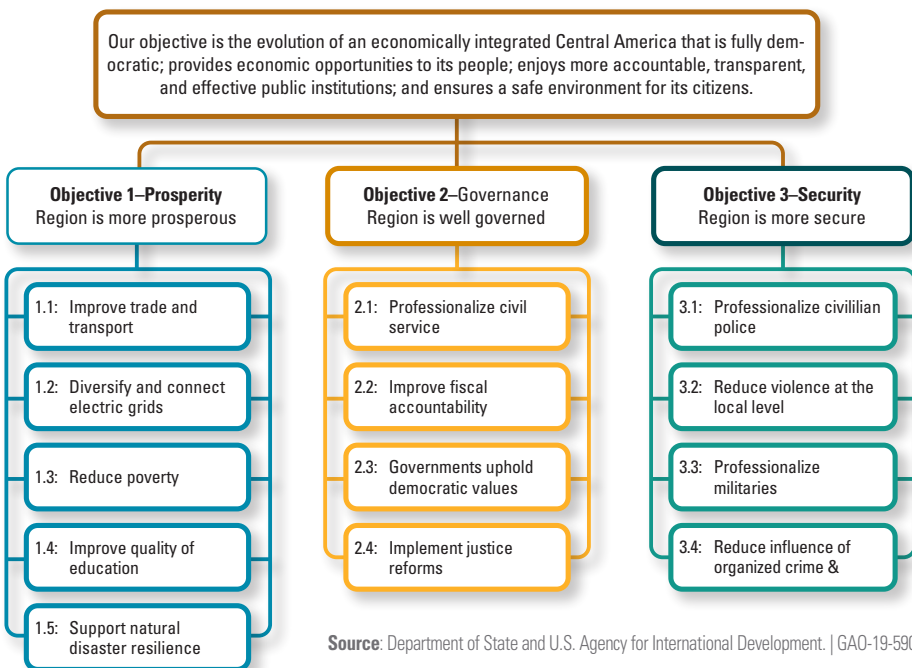 Our objective is the evolution of an economically integrated Central America that is fully dem-
ocratic; provides economic opportunities to its people; enjoys more accountable, transparent,
and effective public institutions; and ensures a safe environment for its citizens.
Objective 1–Prosperity
Region is more prosperous
1.1: Improve trade and
transport
1.2: Diversify and connect
electric grids
1.3: Reduce poverty
1.4: Improve quality of
education
1.5: Support natural
disaster resilience
Objective 2–Governance
Region is well governed
2.1: Professionalize civil
service
2.2: Improve fiscal
accountability
2.3: Governments uphold
democratic values
2.4: Implement justice
reforms
Objective 3–Security
Region is more secure
3.1: Professionalize civililian
police
3.2: Reduce violence at the
local level
3.3: Professionalize
militaries
3.4: Reduce influence of
organized crime &
Source: Department of State and U.S. Agency for International Development. | GAO-19-590